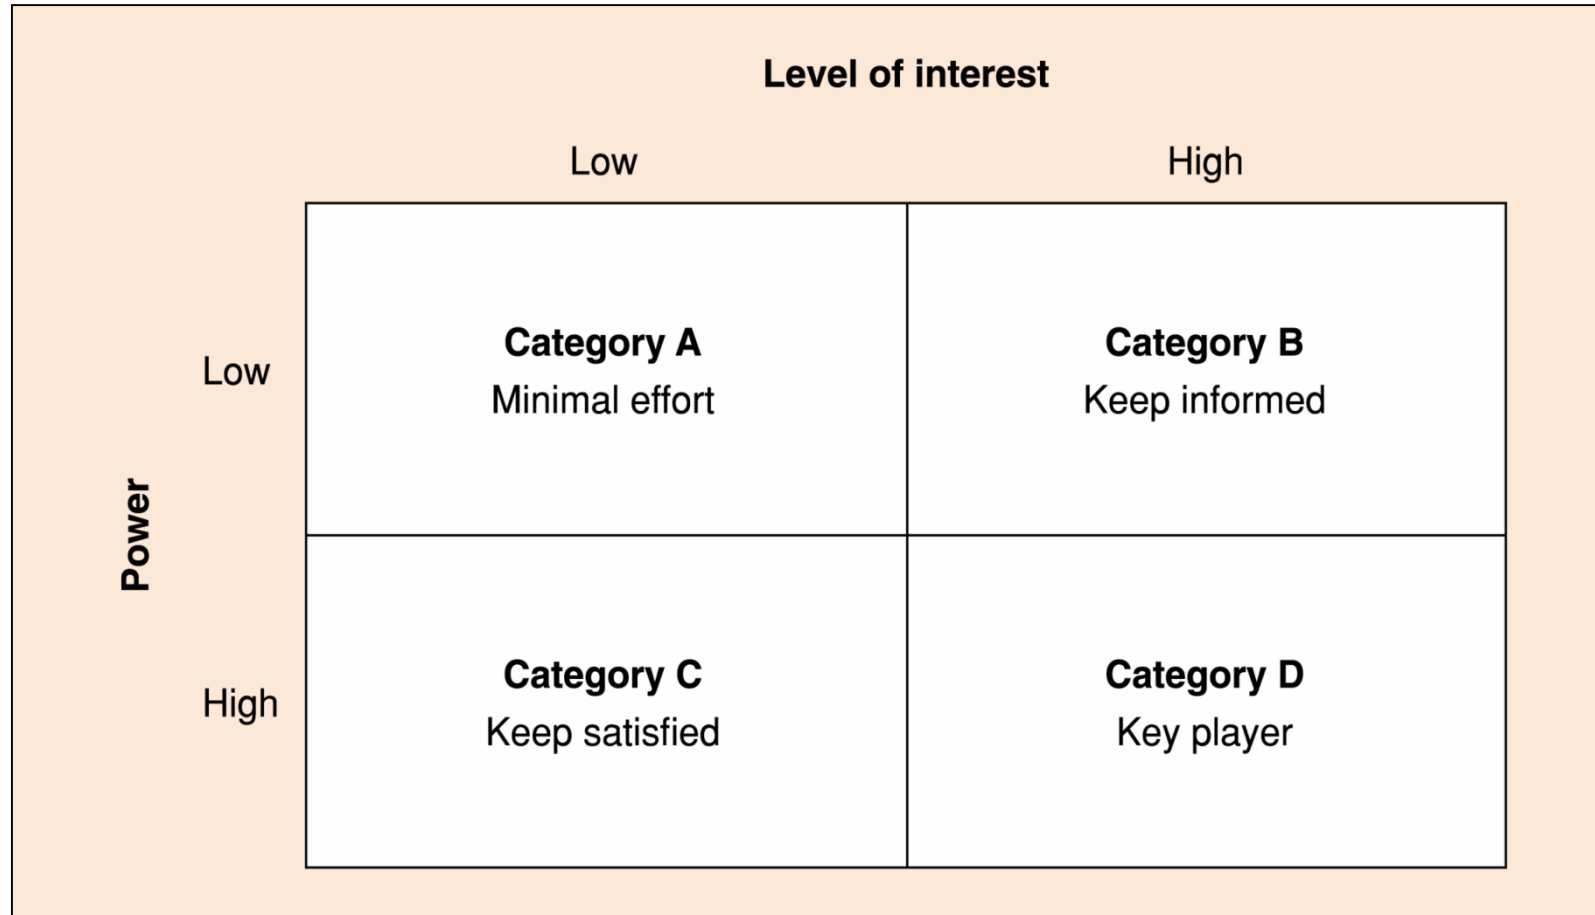 Level of interest
Low
High
Low
Category A
Minimal effort
Category B
Keep informed
Power
High
Category C
Keep satisfied
Category D
Key player